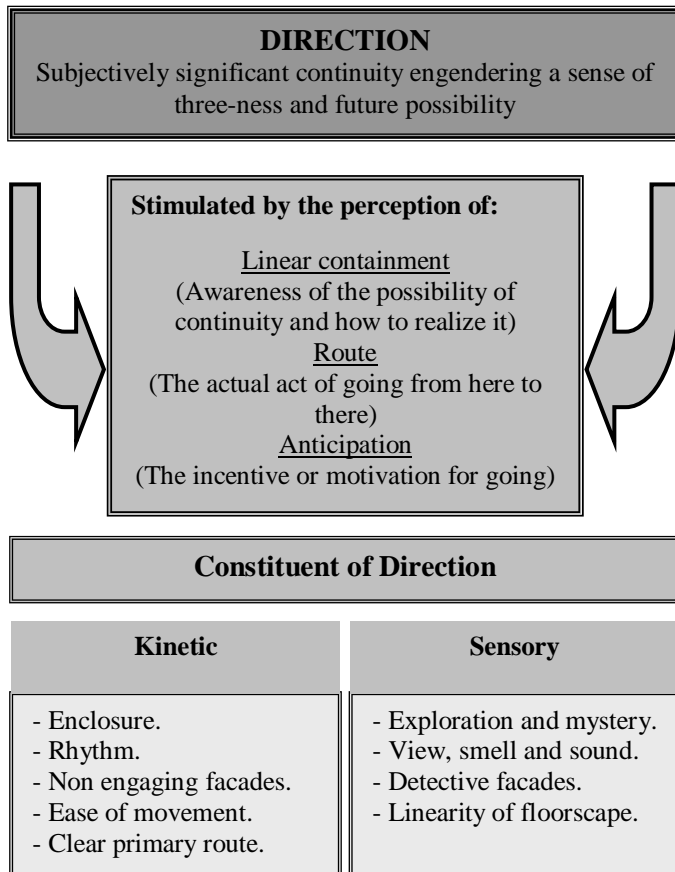 DIRECTION
Subjectively significant continuity engendering a sense of
three-ness and future possibility
Stimulated by the perception of:
Linear containment
(Awareness of the possibility of
continuity and how to realize it)
Route
(The actual act of going from here to
there)
Anticipation
(The incentive or motivation for going)
Constituent of Direction
Kinetic
- Enclosure.
- Rhythm.
- Non engaging facades.
- Ease of movement.
- Clear primary route.
Sensory
- Exploration and mystery.
- View, smell and sound.
- Detective facades.
- Linearity of floorscape.